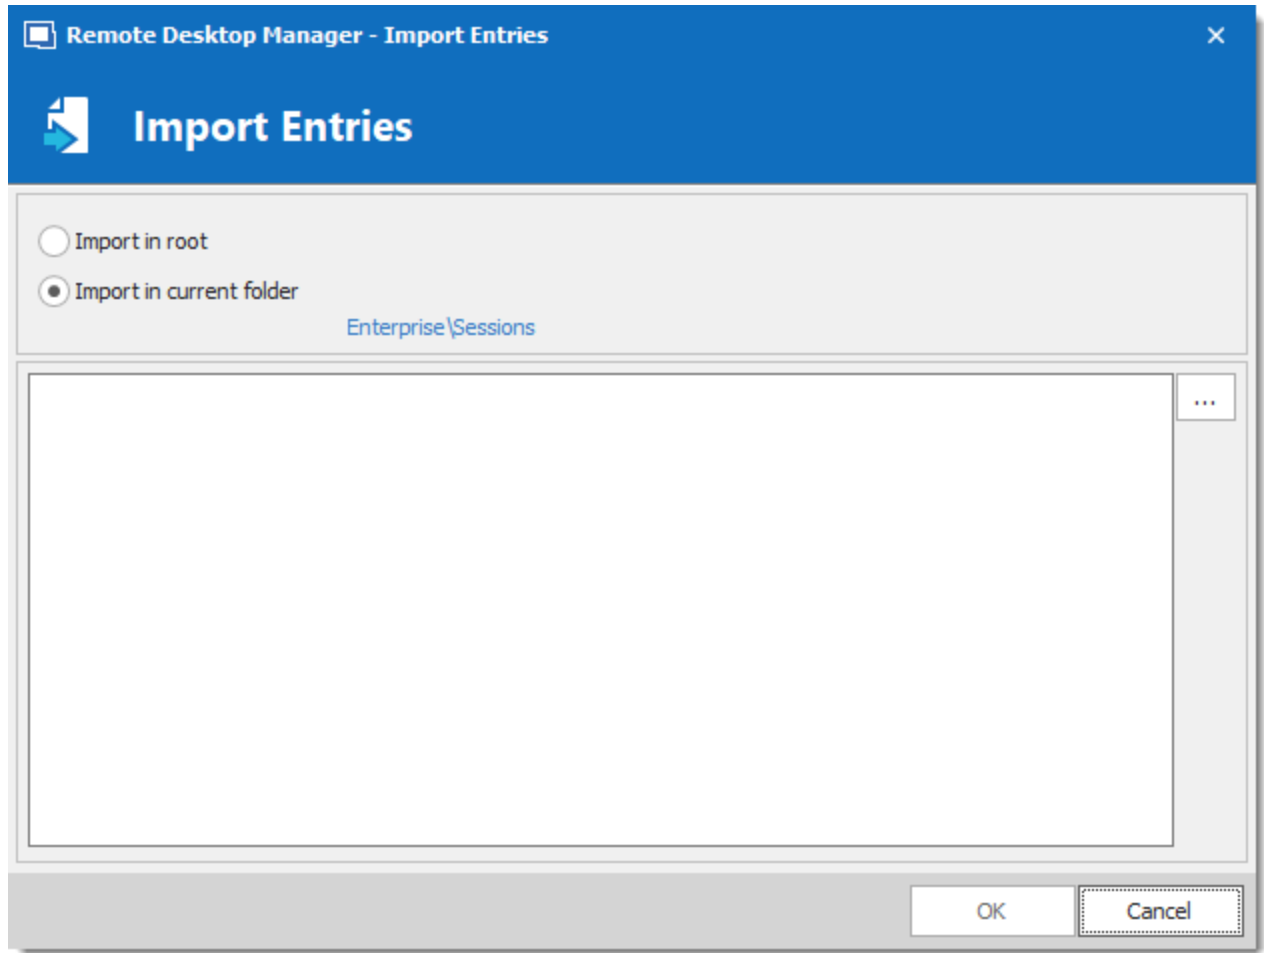 Remote Desktop Manager - Import Entries
Import Entries
Import in root
Import in current folder
Enterprise\Sessions
...
OK
Cancel